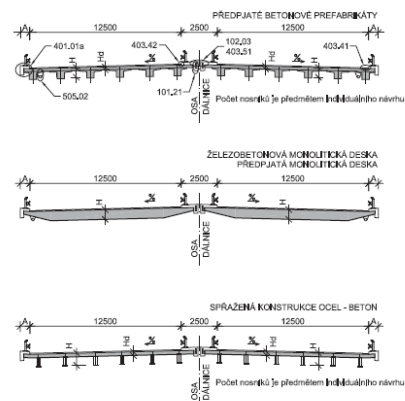 PŘEDPJATÉ BETONOVÉ PREFABRIKÁTY
A 12500 2500 12500 A
401.01a 403.42 102.03 403.41
403.51
H Hd Hd H
505.02 101.21
OSA DÁLNICE
Počet nosníků je předmětem individuálního návrhu
ŽELEZOBETONOVÁ MONOLITICKÁ DESKA
PŘEDPJATÁ MONOLITICKÁ DESKA
A 12500 2500 12500 A
H H
OSA DÁLNICE
SPŘAŽENÁ KONSTRUKCE OCEL - BETON
A 12500 2500 12500 A
H Hd Hd H
OSA DÁLNICE
Počet nosníků je předmětem individuálního návrhu